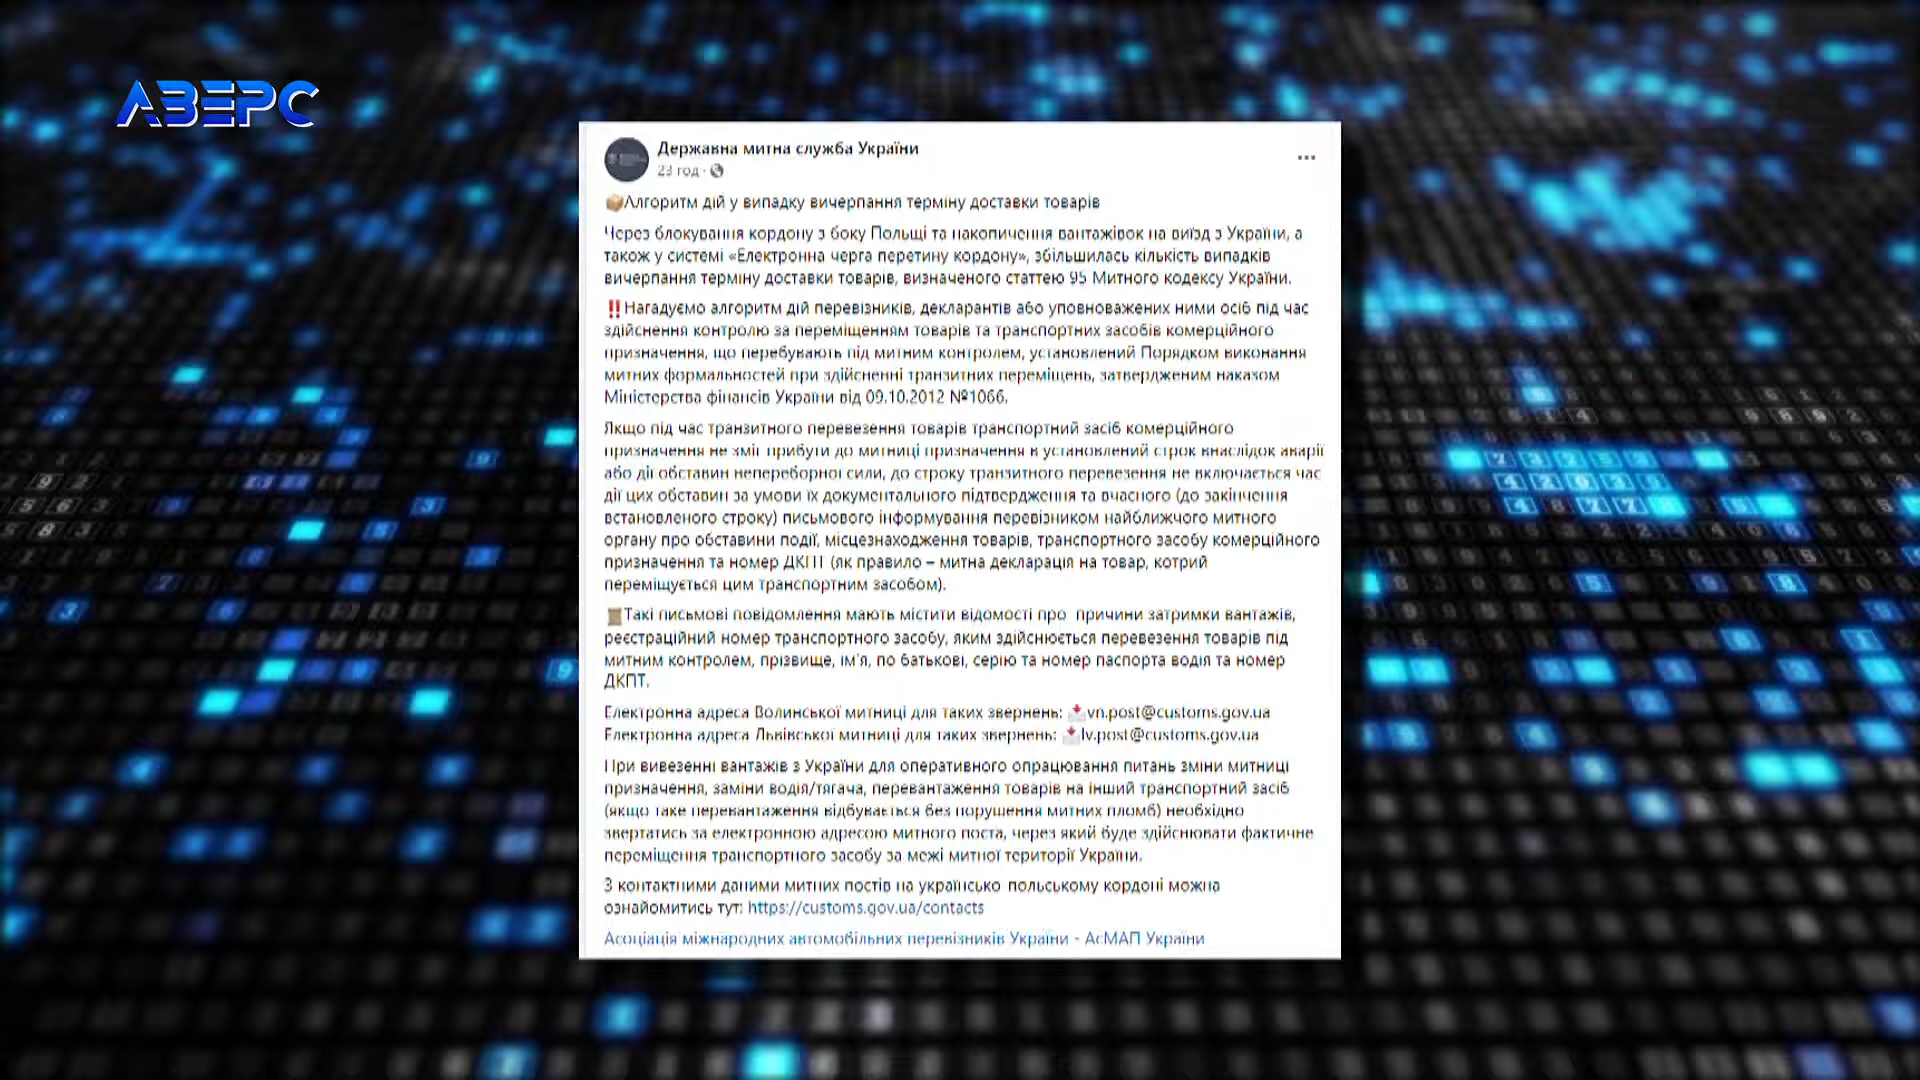 АВЕРС
Державна митна служба України
23 год ·
Алгоритм дій у випадку вичерпання терміну доставки товарів
Через блокування кордону з боку Польщі та накопичення вантажівок на виїзд з України, а
також у системі «Електронна черга перетину кордону», збільшилась кількість випадків
вичерпання терміну доставки товарів, визначеного статтею 95 Митного кодексу України.
‼Нагадуємо алгоритм дій перевізників, декларантів або уповноважених ними осіб під час
здійснення контролю за переміщенням товарів та транспортних засобів комерційного
призначення, що перебувають під митним контролем, установлений Порядком виконання
митних формальностей при здійсненні транзитних переміщень, затвердженим наказом
Міністерства фінансів України від 09.10.2012 №1066.
Якщо під час транзитного перевезення товарів транспортний засіб комерційного
призначення не зміг прибути до митниці призначення в установлений строк внаслідок аварії
або дії обставин непереборної сили, до строку транзитного перевезення не включається час
дії цих обставин за умови їх документального підтвердження та вчасного (до закінчення
встановленого строку) письмового інформування перевізником найближчого митного
органу про обставини події, місцезнаходження товарів, транспортного засобу комерційного
призначення та номер ДКПТ (як правило – митна декларація на товар, котрий
переміщується цим транспортним засобом).
Такі письмові повідомлення мають містити відомості про причини затримки вантажів,
реєстраційний номер транспортного засобу, яким здійснюється перевезення товарів під
митним контролем, прізвище, ім'я, по батькові, серію та номер паспорта водія та номер
ДКПТ.
Електронна адреса Волинської митниці для таких звернень: vn.post@customs.gov.ua
Електронна адреса Львівської митниці для таких звернень: lv.post@customs.gov.ua
При вивезенні вантажів з України для оперативного опрацювання питань зміни митниці
призначення, заміни водія/тягача, перевантаження товарів на інший транспортний засіб
(якщо таке перевантаження відбувається без порушення митних пломб) необхідно
звертатись за електронною адресою митного поста, через який буде здійснювати фактичне
переміщення транспортного засобу за межі митної території України.
З контактними даними митних постів на українсько-польському кордоні можна
ознайомитись тут: https://customs.gov.ua/contacts
Асоціація міжнародних автомобільних перевізників України - АсМАП України